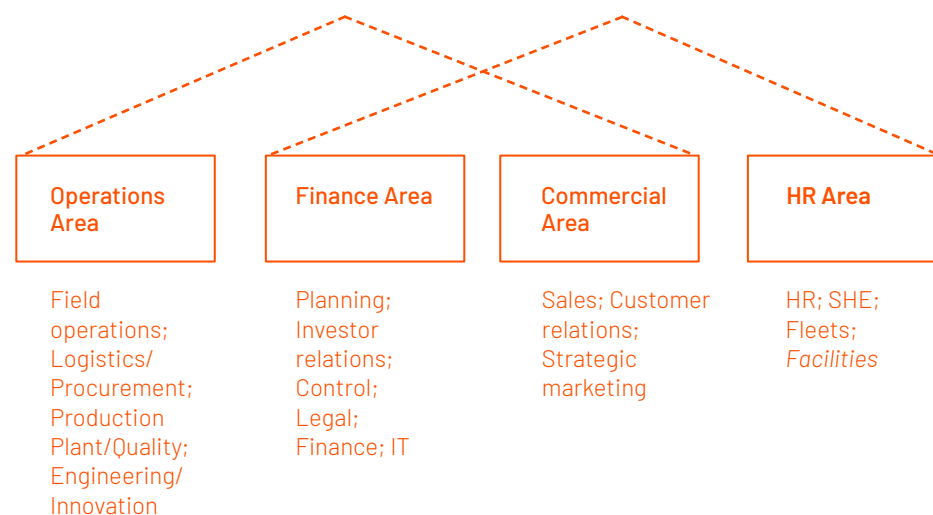 Operations
Area
Finance Area
Commercial
Area
HR Area
Field
operations;
Logistics/
Procurement;
Production
Plant/Quality;
Engineering/
Innovation
Planning;
Investor
relations;
Control;
Legal;
Finance; IT
Sales; Customer
relations;
Strategic
marketing
HR; SHE;
Fleets;
Facilities